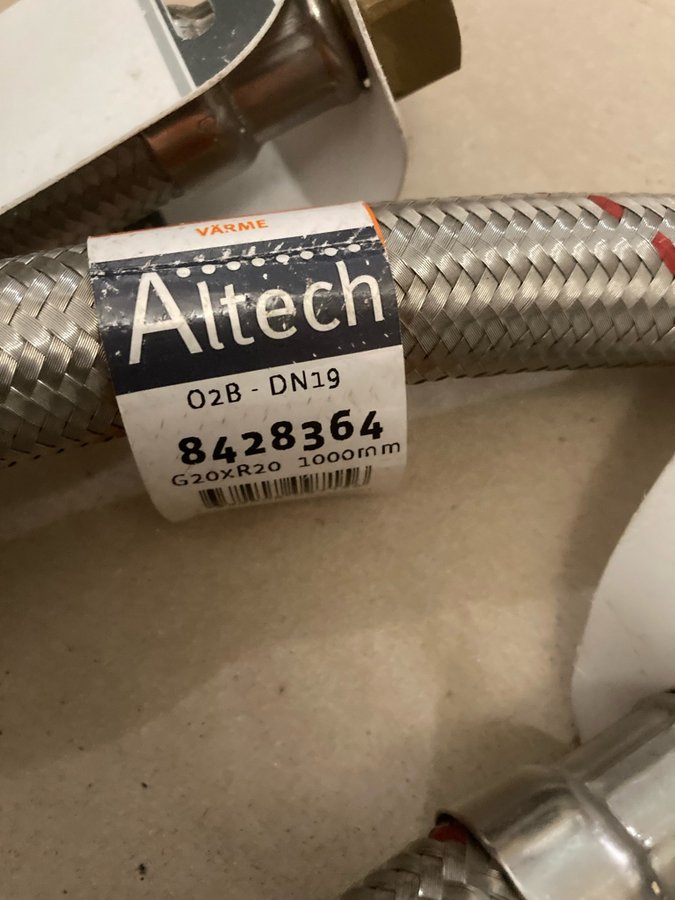 VÄRME
Altech
O2B - DN19
8428364
G20xR20 1000mm